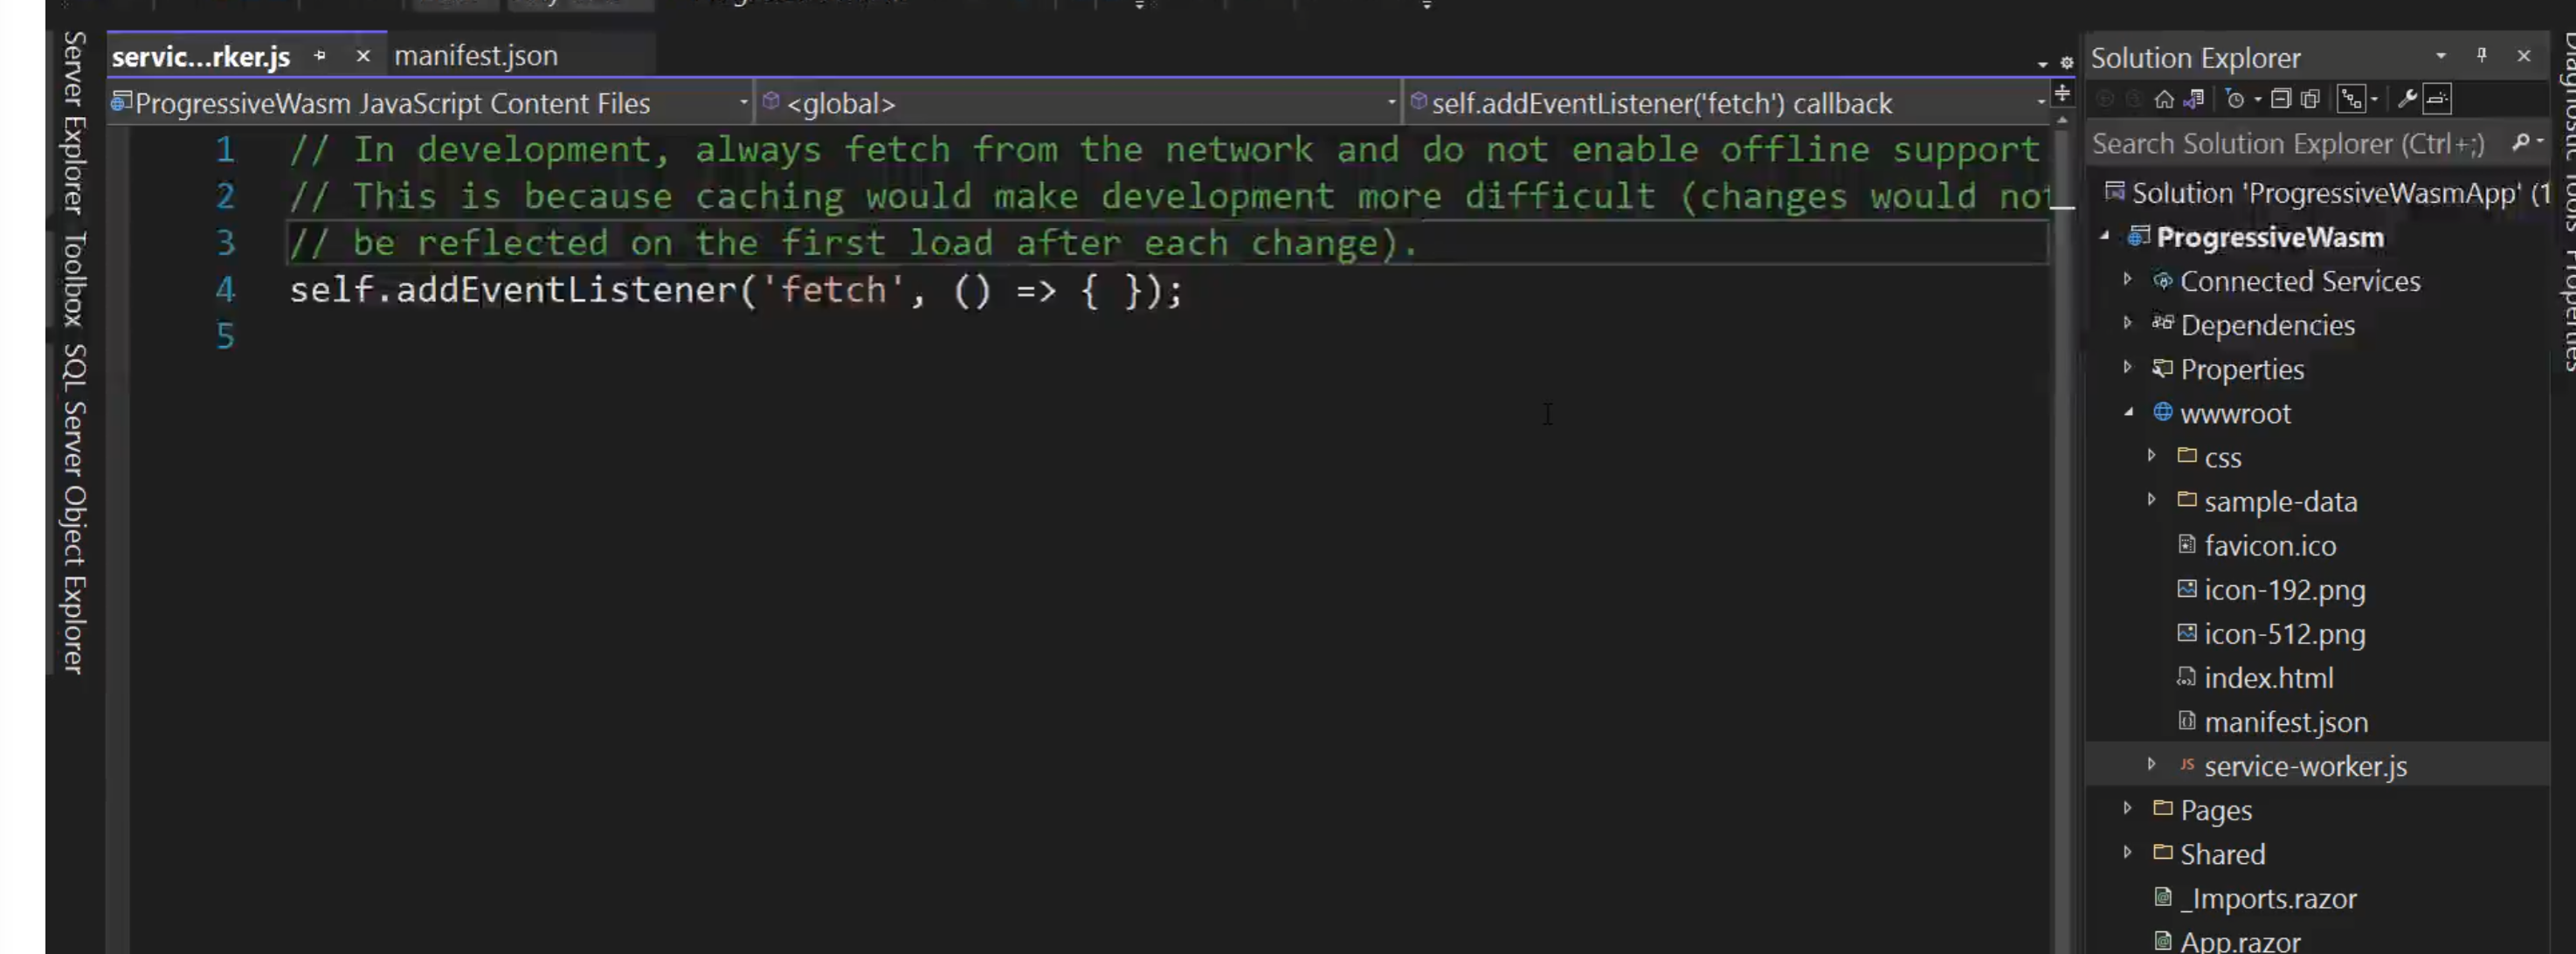 servic...rker.js
manifest.json
ProgressiveWasm JavaScript Content Files
<global>
self.addEventListener('fetch') callback
1 // In development, always fetch from the network and do not enable offline support
2 // This is because caching would make development more difficult (changes would not
3 // be reflected on the first load after each change).
4 self.addEventListener('fetch', () => { });
5
Server Explorer
Toolbox
SQL Server Object Explorer
Solution Explorer
Search Solution Explorer (Ctrl+;)
Solution 'ProgressiveWasmApp' (1
ProgressiveWasm
Connected Services
Dependencies
Properties
wwwroot
css
sample-data
favicon.ico
icon-192.png
icon-512.png
index.html
manifest.json
JS service-worker.js
Pages
Shared
_Imports.razor
App.razor
Diagnostic Tools
Properties